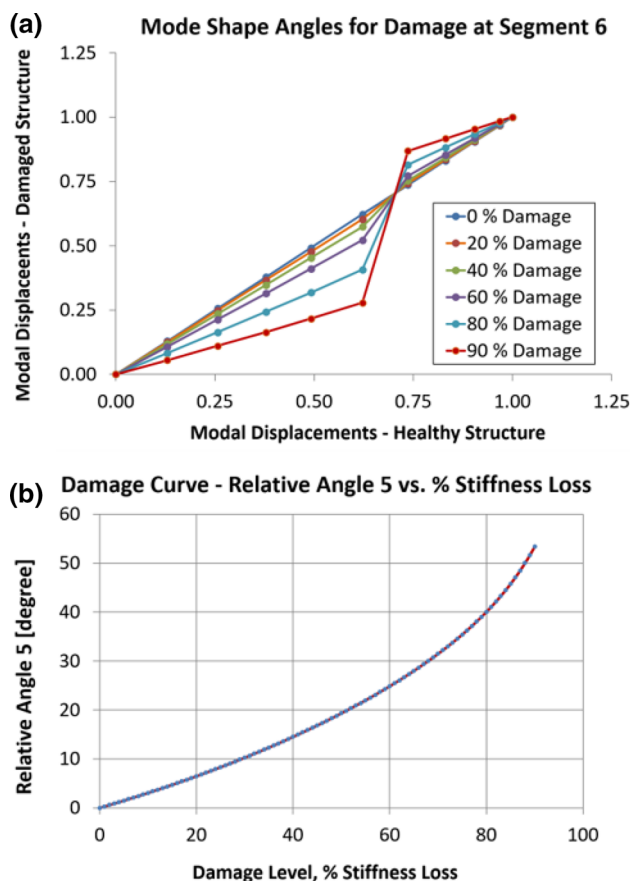 (a)
Mode Shape Angles for Damage at Segment 6
Modal Displaceents - Damaged Structure
1.25
1.00
0.75
0.50
0.25
0.00
0 % Damage
20 % Damage
40 % Damage
60 % Damage
80 % Damage
90 % Damage
0.00 0.25 0.50 0.75 1.00 1.25
Modal Displacements - Healthy Structure
(b)
Damage Curve - Relative Angle 5 vs. % Stiffness Loss
Relative Angle 5 [degree]
60
50
40
30
20
10
0
0 20 40 60 80 100
Damage Level, % Stiffness Loss